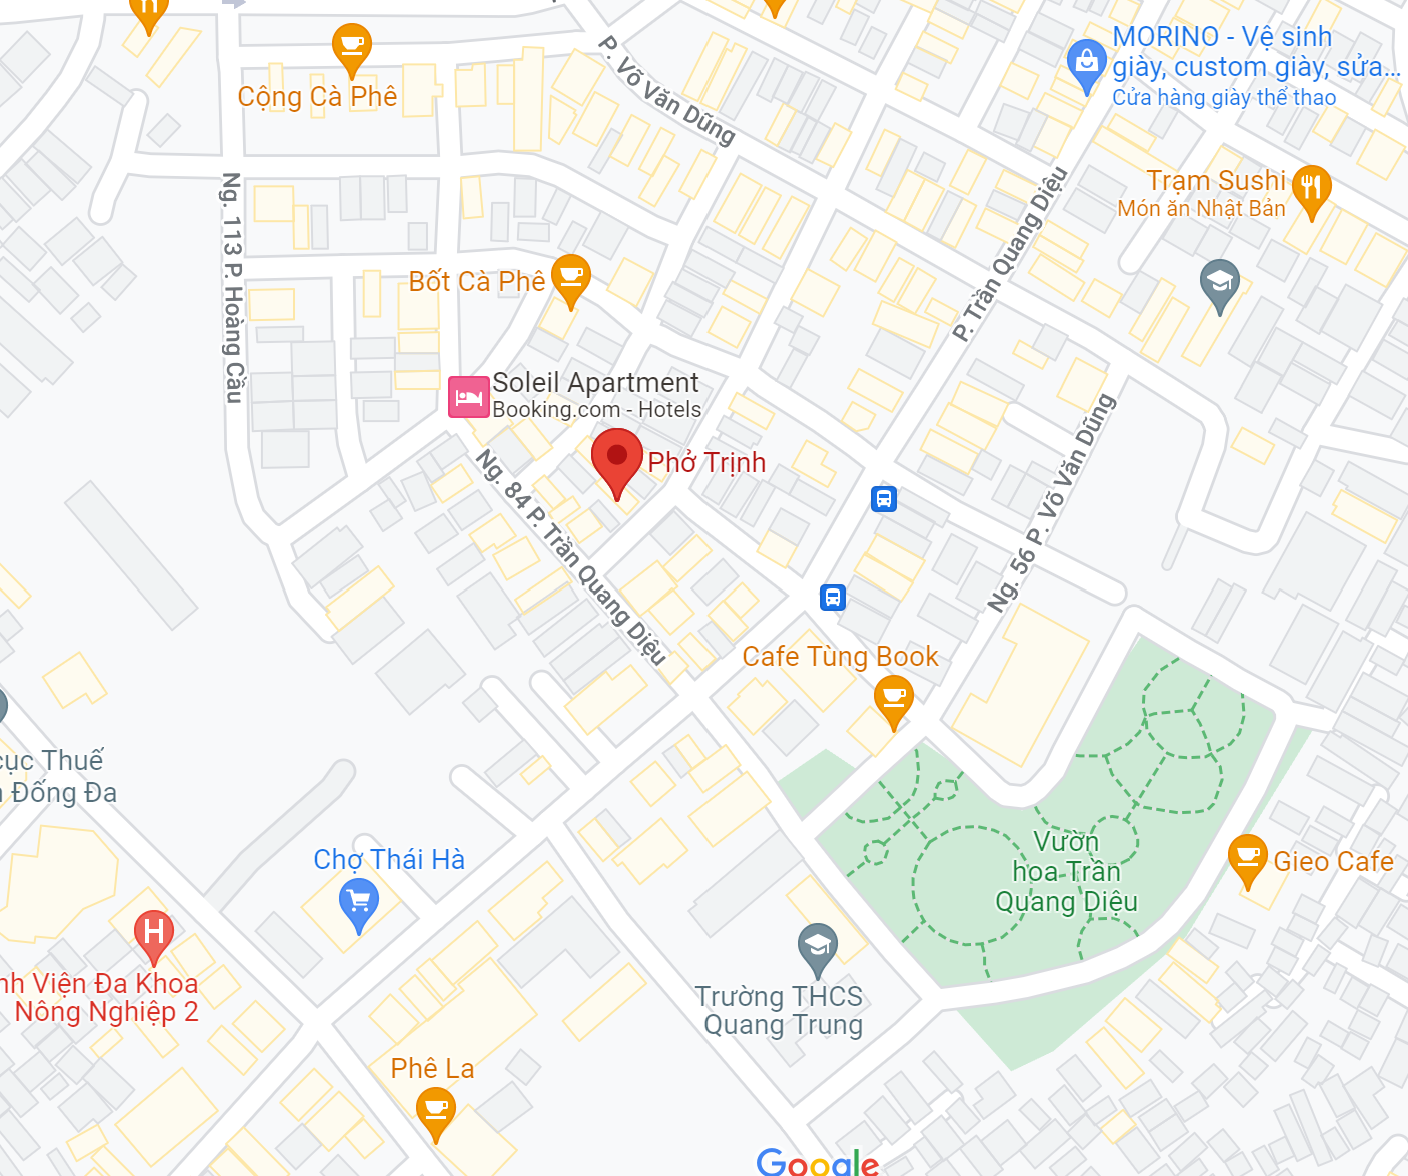 P. Võ Văn Dũng
MORINO - Vệ sinh
giày, custom giày, sửa...
Cửa hàng giày thể thao
Cộng Cà Phê
Ng. 113 P. Hoàng Cầu
P. Trần Quang Diệu
Trạm Sushi
Món ăn Nhật Bản
Bốt Cà Phê
Soleil Apartment
Booking.com - Hotels
Phở Trịnh
Ng. 84 P. Trần Quang Diệu
Ng. 56 P. Võ Văn Dũng
Cafe Tùng Book
cục Thuế
Đống Đa
Chợ Thái Hà
Vườn
hoa Trần
Quang Diệu
Gieo Cafe
nh Viện Đa Khoa
Nông Nghiệp 2
Trường THCS
Quang Trung
Phê La
Google